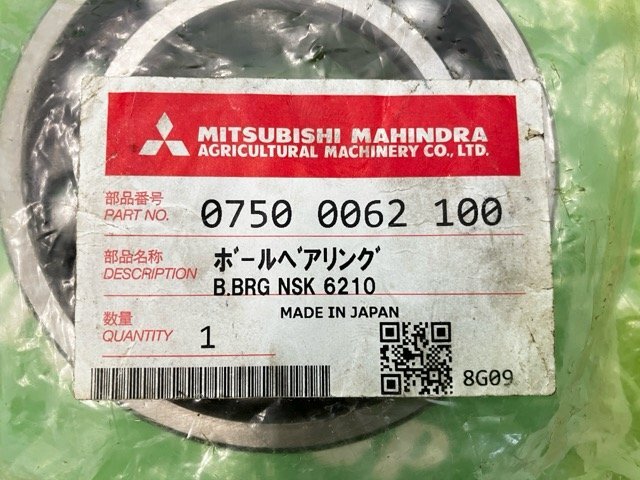 MITSUBISHI MAHINDRA
AGRICULTURAL MACHINERY CO., LTD.
部品番号
PART NO. 0750 0062 100
部品名称 ボールベアリング
DESCRIPTION B.BRG NSK 6210
MADE IN JAPAN
数量
QUANTITY 1
8G09